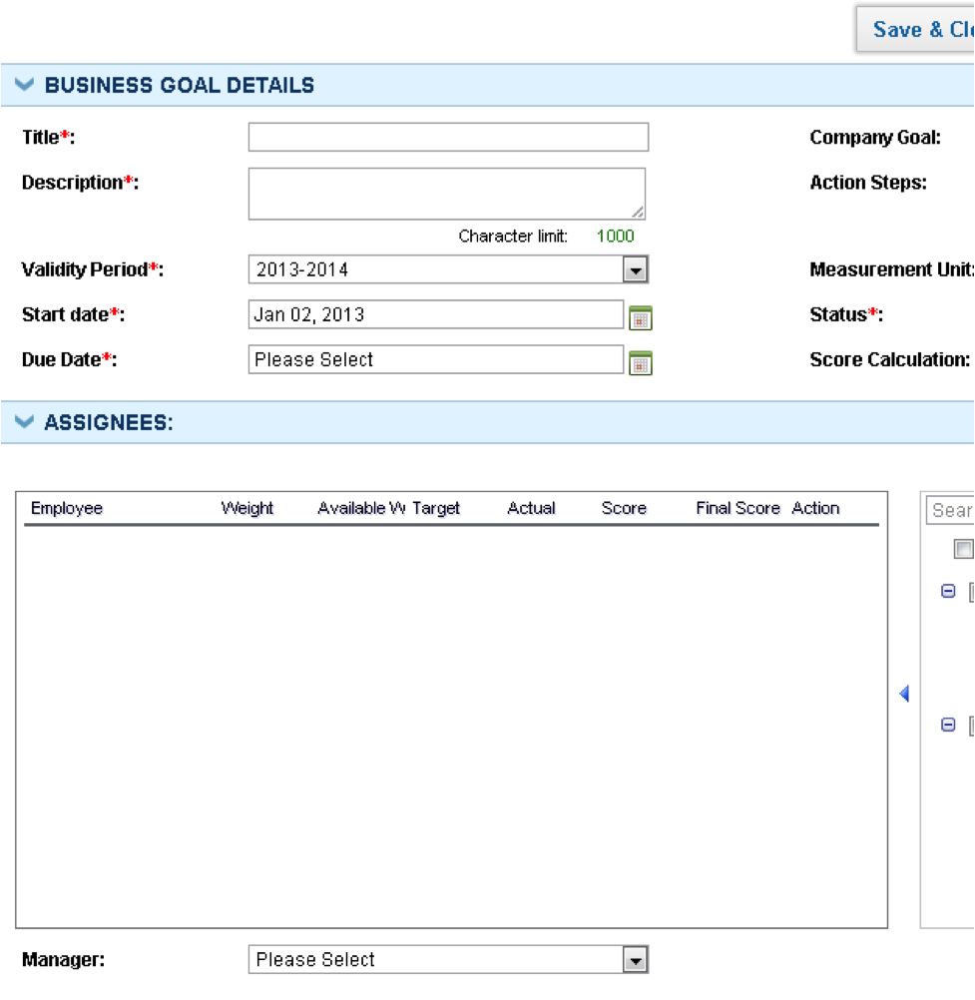 Save & Cl
BUSINESS GOAL DETAILS
Title*:
Company Goal:
Description*:
Action Steps:
Character limit: 1000
Validity Period*: 2013-2014
Measurement Unit:
Start date*: Jan 02, 2013
Status*:
Due Date*: Please Select
Score Calculation:
ASSIGNEES:
Employee Weight Available W Target Actual Score Final Score Action
Sear
Manager: Please Select